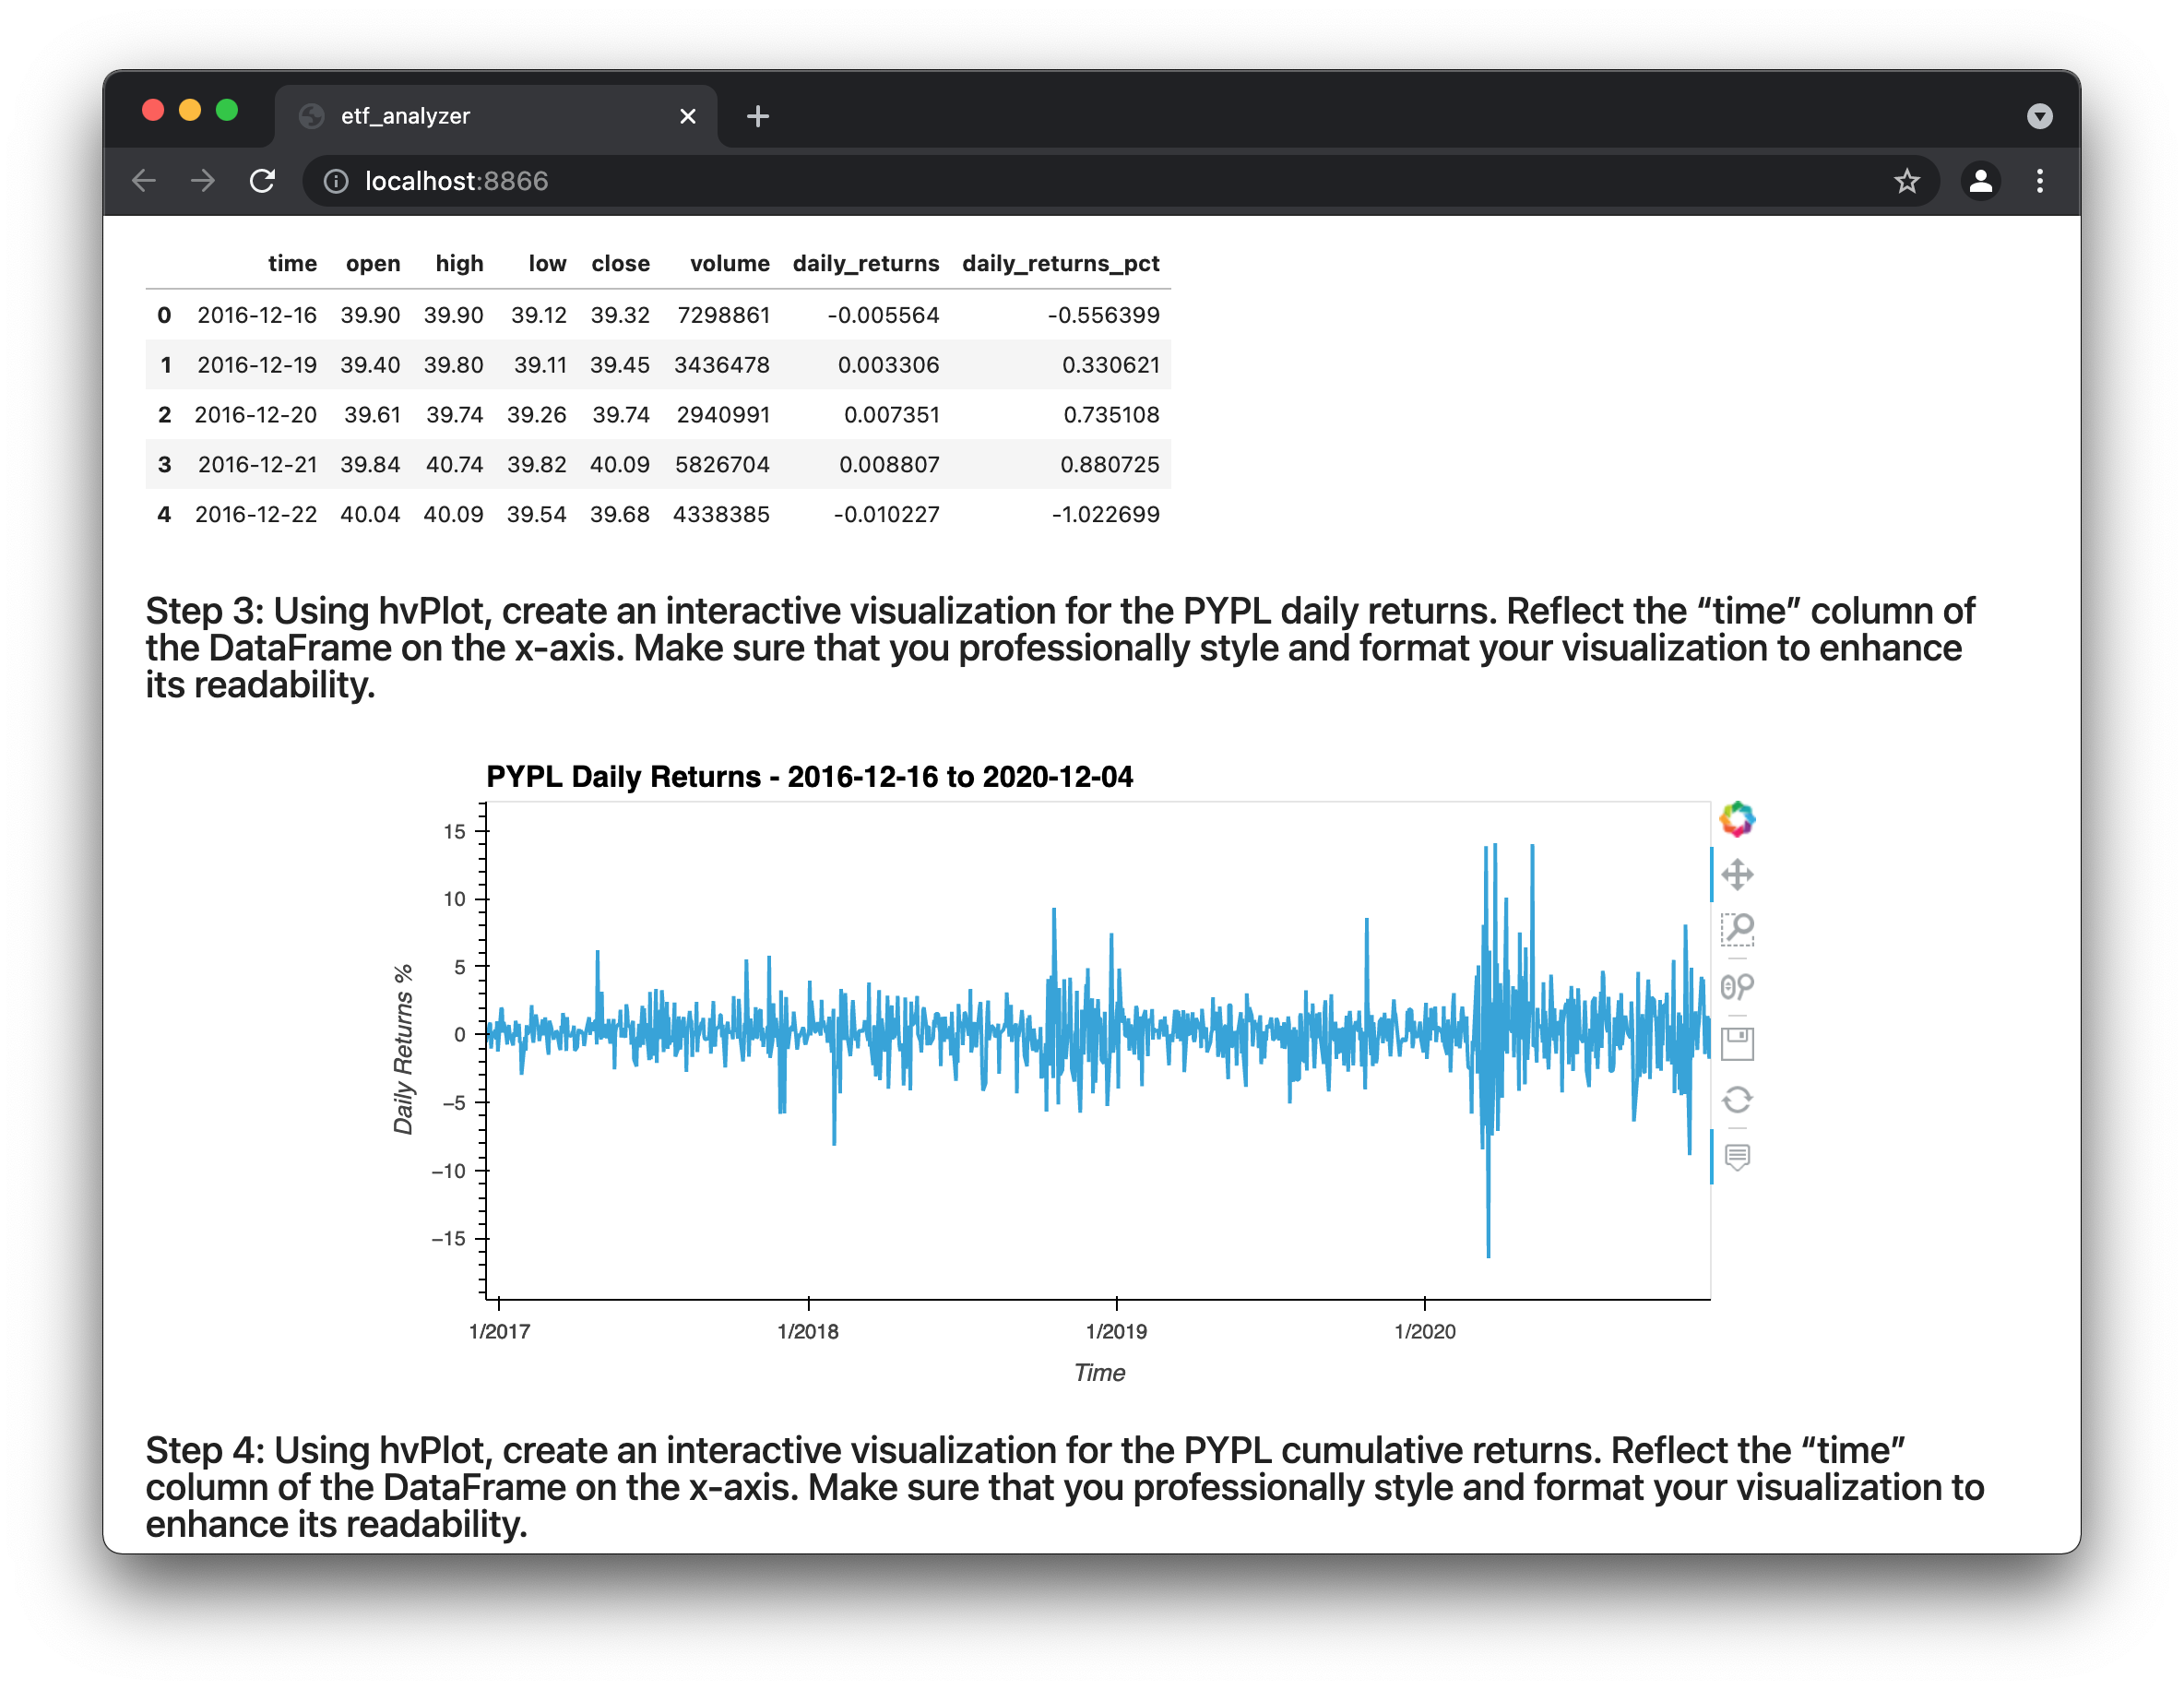 etf_analyzer
localhost:8866
time open high low close volume daily_returns daily_returns_pct
0 2016-12-16 39.90 39.90 39.12 39.32 7298861 -0.005564 -0.556399
1 2016-12-19 39.40 39.80 39.11 39.45 3436478 0.003306 0.330621
2 2016-12-20 39.61 39.74 39.26 39.74 2940991 0.007351 0.735108
3 2016-12-21 39.84 40.74 39.82 40.09 5826704 0.008807 0.880725
4 2016-12-22 40.04 40.09 39.54 39.68 4338385 -0.010227 -1.022699
Step 3: Using hvPlot, create an interactive visualization for the PYPL daily returns. Reflect the “time” column of
the DataFrame on the x-axis. Make sure that you professionally style and format your visualization to enhance
its readability.
PYPL Daily Returns - 2016-12-16 to 2020-12-04
15
10
5
0
−5
−10
−15
Daily Returns %
1/2017 1/2018 1/2019 1/2020
Time
Step 4: Using hvPlot, create an interactive visualization for the PYPL cumulative returns. Reflect the “time”
column of the DataFrame on the x-axis. Make sure that you professionally style and format your visualization to
enhance its readability.